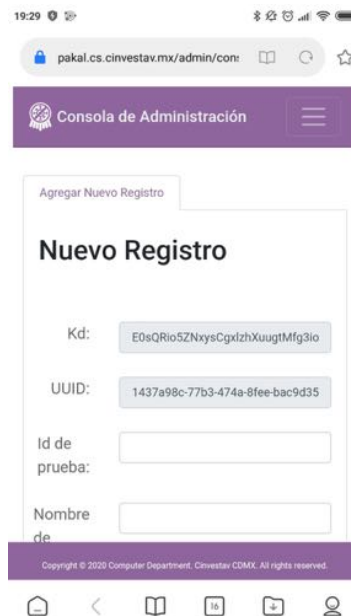 19:29
pakal.cs.cinvestav.mx/admin/con
Consola de Administración
Agregar Nuevo Registro
Nuevo Registro
Kd:
E0sQRio5ZNxysCgxlzhXuugtMfg3io
UUID:
1437a98c-77b3-474a-8fee-bac9d35
Id de
prueba:
Nombre
de
Copyright © 2020 Computer Department. Cinvestav CDMX. All rights reserved.
16